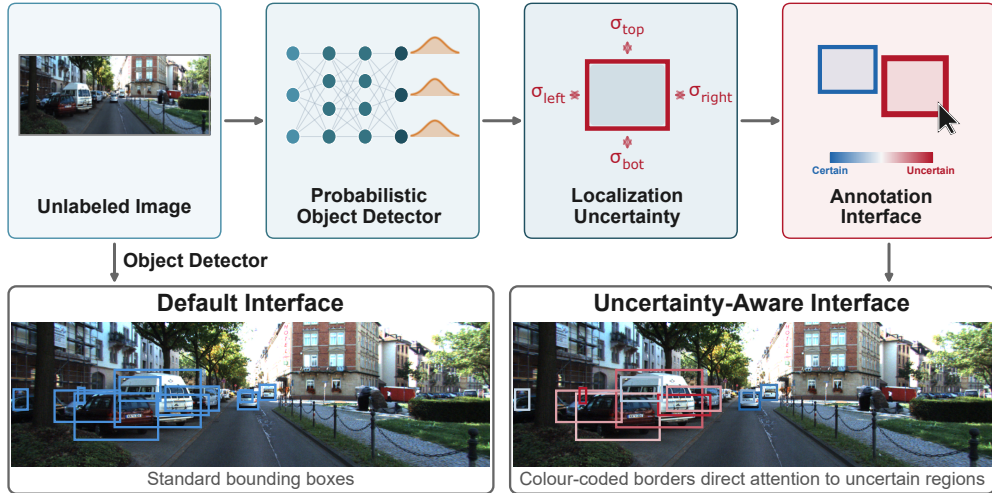 Unlabeled Image
Probabilistic
Object Detector
σtop
σleft
σright
σbot
Localization
Uncertainty
Certain
Uncertain
Annotation
Interface
Object Detector
Default Interface
Standard bounding boxes
Uncertainty-Aware Interface
Colour-coded borders direct attention to uncertain regions